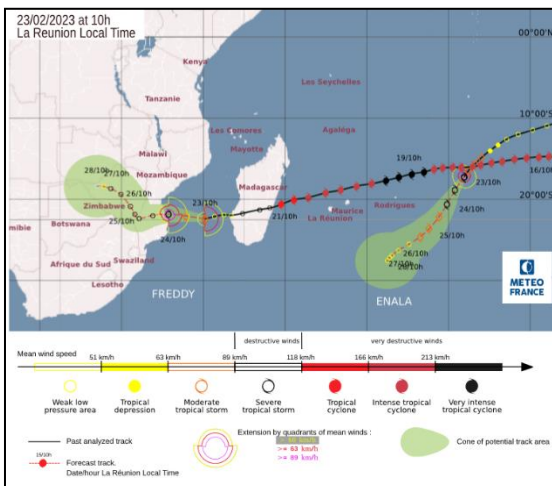 23/02/2023 at 10h
La Reunion Local Time
00°00'N
Kenya
Les Seychelles
Tanzanie
10°00'S
Les Comores
Agaléga
Mayotte
Malawi
19/10h
16/10h
28/10h
27/10h
Mozambique
Madagascar
23/10h
26/10h
23/10h
Rodrigues
24/10h
20°00'S
Zimbabwe
21/10h
Maurice
La Réunion
25/10h
Botswana
24/10h
25/10h
26/10h
27/10h
Afrique du Sud
Swaziland
Lesotho
METEO
FRANCE
FREDDY
ENALA
destructive winds
very destructive winds
Mean wind speed
51 km/h
63 km/h
89 km/h
118 km/h
166 km/h
213 km/h
Weak low
pressure area
Tropical
depression
Moderate
tropical storm
Severe
tropical storm
Tropical
cyclone
Intense tropical
cyclone
Very intense
tropical cyclone
Past analyzed track
Extension by quadrants of mean winds :
>= 63 km/h
>= 89 km/h
Cone of potential track area
Forecast track.
Date/hour La Réunion Local Time